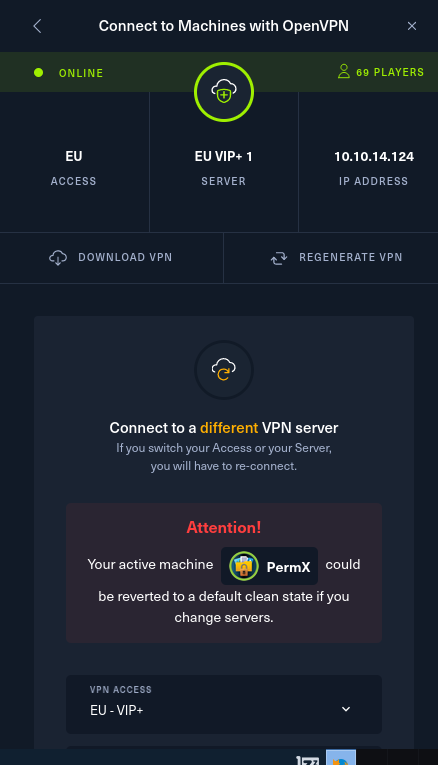 Connect to Machines with OpenVPN
ONLINE
69 PLAYERS
EU
ACCESS
EU VIP+ 1
SERVER
10.10.14.124
IP ADDRESS
DOWNLOAD VPN
REGENERATE VPN
Connect to a different VPN server
If you switch your Access or your Server,
you will have to re-connect.
Attention!
Your active machine PermX could
be reverted to a default clean state if you
change servers.
VPN ACCESS
EU - VIP+